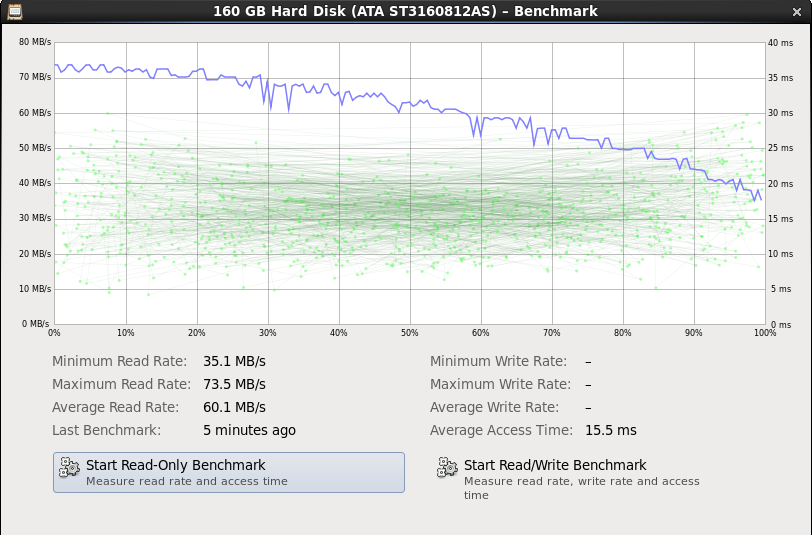 160 GB Hard Disk (ATA ST3160812AS) – Benchmark
80 MB/s
70 MB/s
60 MB/s
50 MB/s
40 MB/s
30 MB/s
20 MB/s
10 MB/s
0 MB/s
40 ms
35 ms
30 ms
25 ms
20 ms
15 ms
10 ms
5 ms
0 ms
0% 10% 20% 30% 40% 50% 60% 70% 80% 90% 100%
Minimum Read Rate: 35.1 MB/s
Maximum Read Rate: 73.5 MB/s
Average Read Rate: 60.1 MB/s
Last Benchmark: 5 minutes ago
Minimum Write Rate: –
Maximum Write Rate: –
Average Write Rate: –
Average Access Time: 15.5 ms
Start Read-Only Benchmark
Measure read rate and access time
Start Read/Write Benchmark
Measure read rate, write rate and access
time